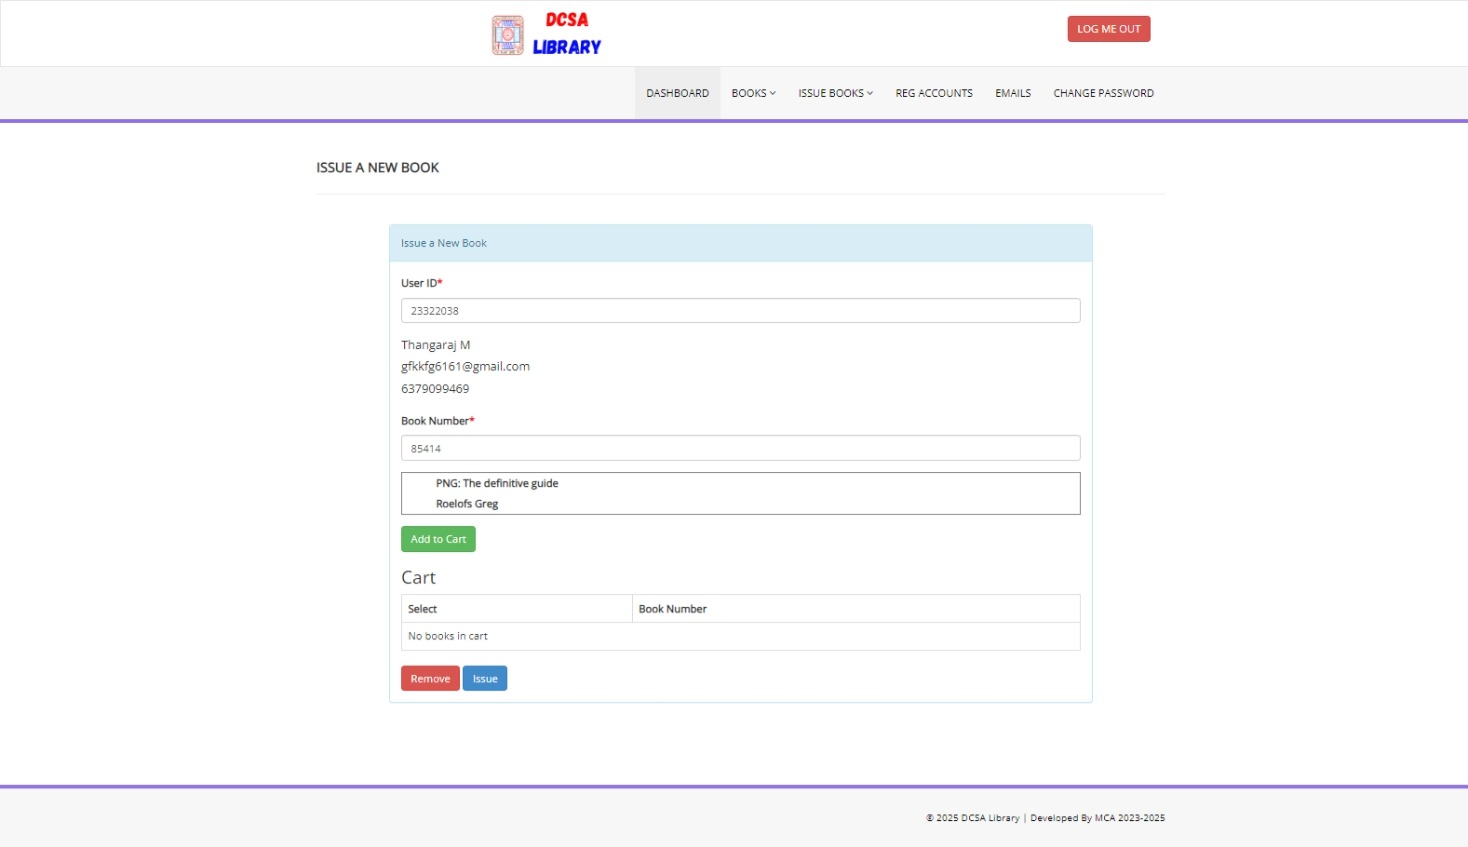 DCSA
LIBRARY
LOG ME OUT
DASHBOARD BOOKS ISSUE BOOKS REG ACCOUNTS EMAILS CHANGE PASSWORD
ISSUE A NEW BOOK
Issue a New Book
User ID*
23322038
Thangaraj M
gfkkfg6161@gmail.com
6379099469
Book Number*
85414
PNG: The definitive guide
Roelofs Greg
Add to Cart
Cart
Select Book Number
No books in cart
Remove Issue
© 2025 DCSA Library | Developed By MCA 2023-2025